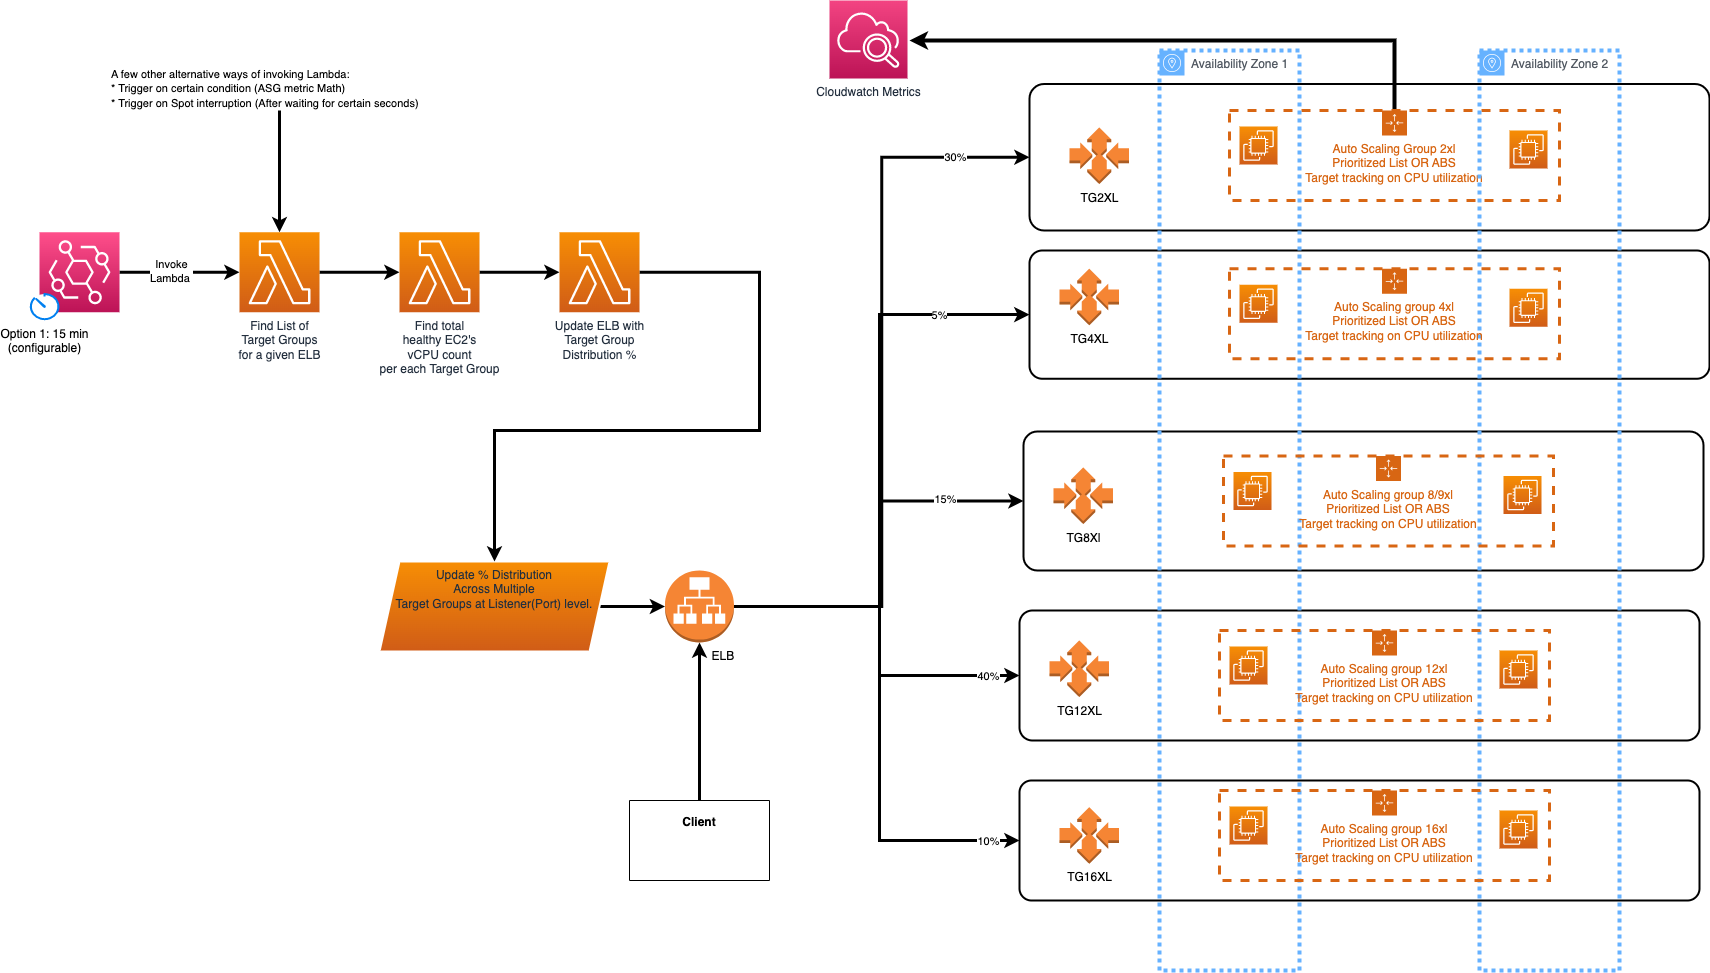 Cloudwatch Metrics
Availability Zone 1
Availability Zone 2
A few other alternative ways of invoking Lambda:
* Trigger on certain condition (ASG metric Math)
* Trigger on Spot interruption (After waiting for certain seconds)
Invoke
Lambda
Option 1: 15 min
(configurable)
Find List of
Target Groups
for a given ELB
Find total
healthy EC2's
vCPU count
per each Target Group
Update ELB with
Target Group
Distribution %
Update % Distribution
Across Multiple
Target Groups at Listener(Port) level.
ELB
Client
30%
TG2XL
Auto Scaling Group 2xl
Prioritized List OR ABS
Target tracking on CPU utilization
5%
TG4XL
Auto Scaling group 4xl
Prioritized List OR ABS
Target tracking on CPU utilization
15%
TG8Xl
Auto Scaling group 8/9xl
Prioritized List OR ABS
Target tracking on CPU utilization
40%
TG12XL
Auto Scaling group 12xl
Prioritized List OR ABS
Target tracking on CPU utilization
10%
TG16XL
Auto Scaling group 16xl
Prioritized List OR ABS
Target tracking on CPU utilization